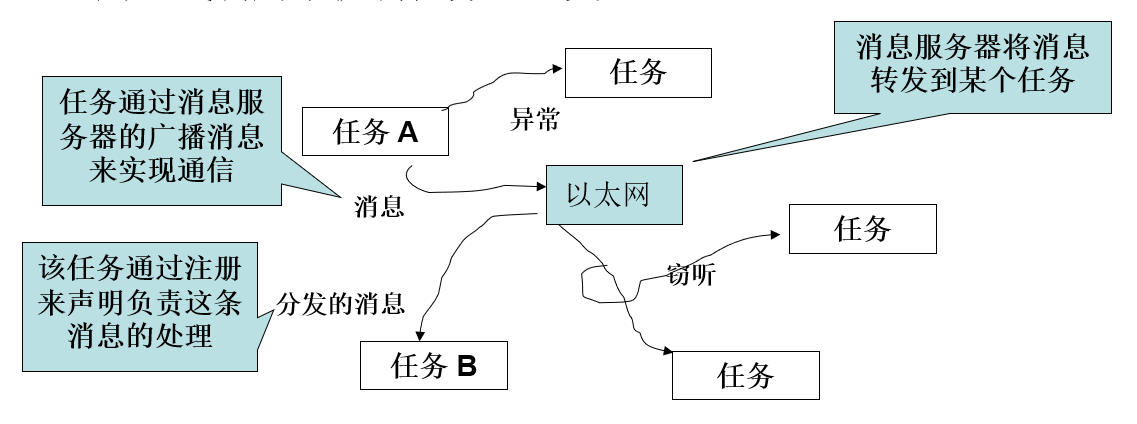 消息服务器将消息
转发到某个任务
任务
任务通过消息服
务器的广播消息
来实现通信
任务 A
异常
消息
以太网
任务
该任务通过注册
来声明负责这条
消息的处理
分发的消息
窃听
任务 B
任务